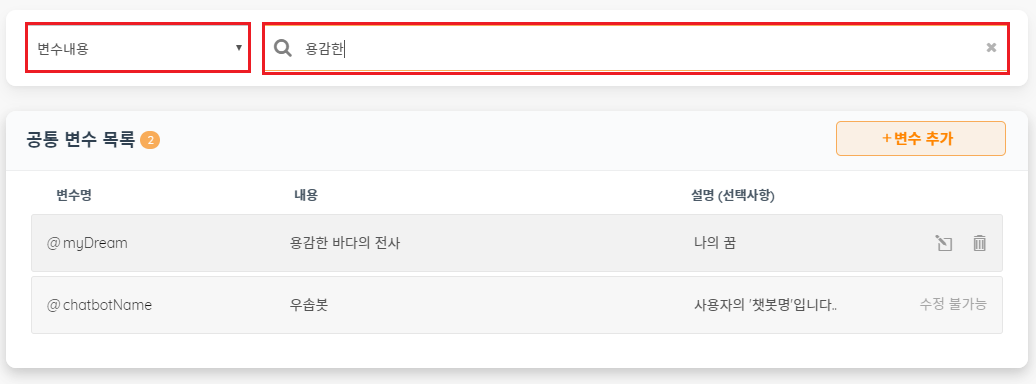 변수내용
용감한
공통 변수 목록 2
+변수 추가
변수명 내용 설명 (선택사항)
@myDream 용감한 바다의 전사 나의 꿈
@chatbotName 우솝봇 사용자의 '챗봇명'입니다.. 수정 불가능